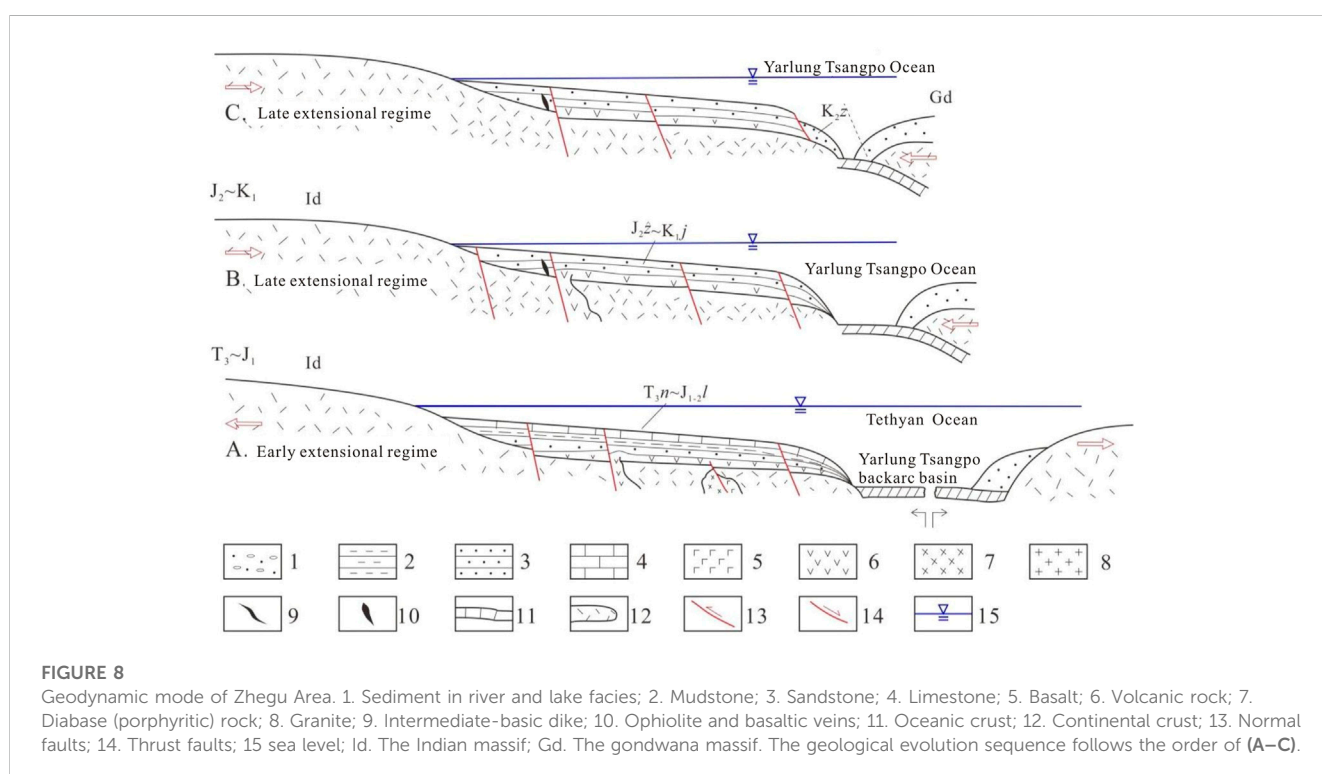 Yarlung Tsangpo Ocean
Gd
K₂z
C. Late extensional regime
J₂~K₁
Id
J₂ẑ~K₁j
Yarlung Tsangpo Ocean
B. Late extensional regime
T₃~J₁
Id
T₃n~J₁₋₂l
Tethyan Ocean
A. Early extensional regime
Yarlung Tsangpo
backarc basin
1
2
3
4
5
6
7
8
9
10
11
12
13
14
15
FIGURE 8
Geodynamic mode of Zhegu Area. 1. Sediment in river and lake facies; 2. Mudstone; 3. Sandstone; 4. Limestone; 5. Basalt; 6. Volcanic rock; 7.
Diabase (porphyritic) rock; 8. Granite; 9. Intermediate-basic dike; 10. Ophiolite and basaltic veins; 11. Oceanic crust; 12. Continental crust; 13. Normal
faults; 14. Thrust faults; 15 sea level; Id. The Indian massif; Gd. The gondwana massif. The geological evolution sequence follows the order of (A–C).